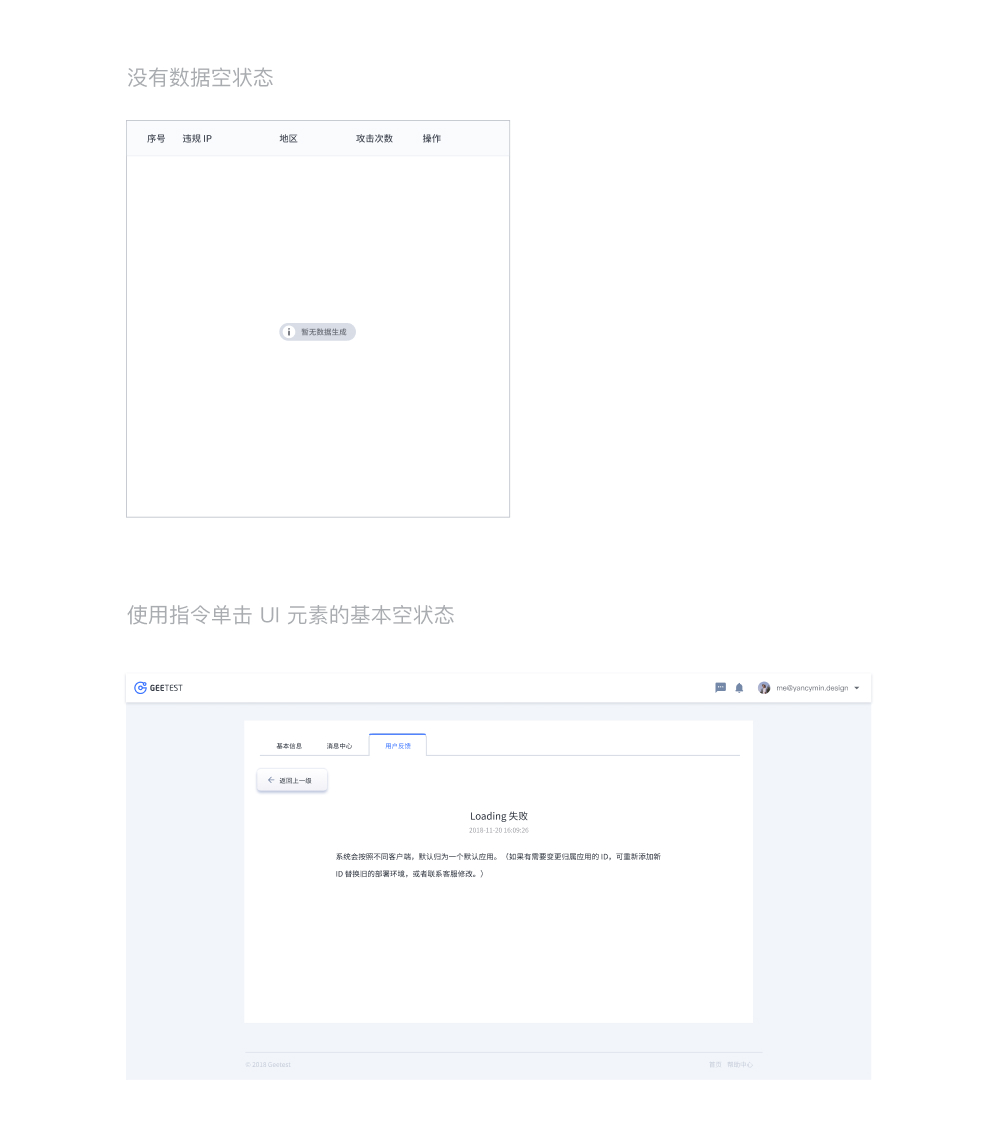 没有数据空状态
序号 违规 IP 地区 攻击次数 操作
暂无数据生成
使用指令单击 UI 元素的基本空状态
GEETEST me@yancymin.design
基本信息 消息中心 用户反馈
返回上一级
Loading 失败
2018-11-20 16:09:26
系统会按照不同客户端，默认归为一个默认应用。（如果有需要变更归属应用的 ID，可重新添加新
ID 替换旧的部署环境，或者联系客服修改。）
© 2018 Geetest 首页 帮助中心